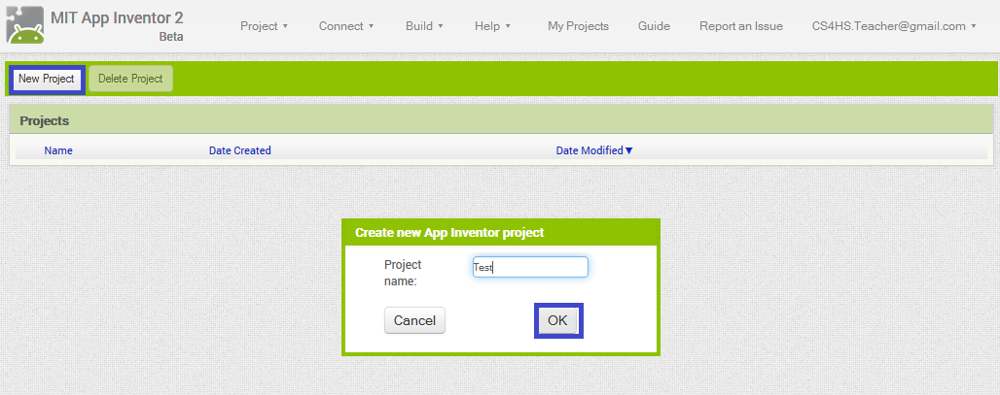 MIT App Inventor 2
Beta
Project Connect Build Help My Projects Guide Report an Issue CS4HS.Teacher@gmail.com
New Project Delete Project
Projects
Name Date Created Date Modified
Create new App Inventor project
Project
name:
Test
Cancel OK